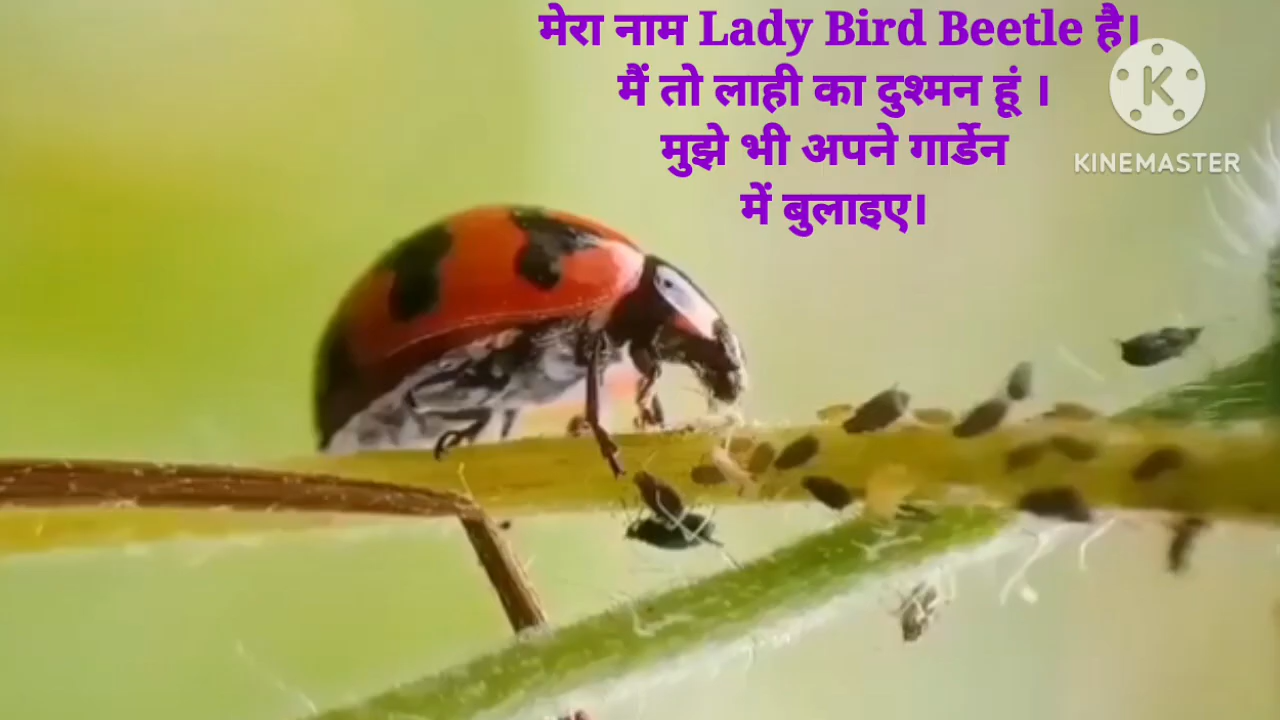 मेरा नाम Lady Bird Beetle है।
मैं तो लाही का दुश्मन हूं ।
मुझे भी अपने गार्डेन
में बुलाइए।
K
KINEMASTER